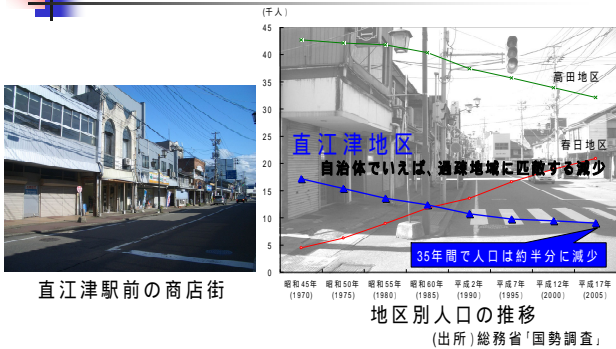 (千人)
45
40
35
30
25
20
15
10
5
0
高田地区
春日地区
直江津地区
自治体でいえば、過疎地域に匹敵する減少
35年間で人口は約半分に減少
昭和45年 昭和50年 昭和55年 昭和60年 平成2年 平成7年 平成12年 平成17年
(1970) (1975) (1980) (1985) (1990) (1995) (2000) (2005)
直江津駅前の商店街
地区別人口の推移
(出所)総務省「国勢調査」